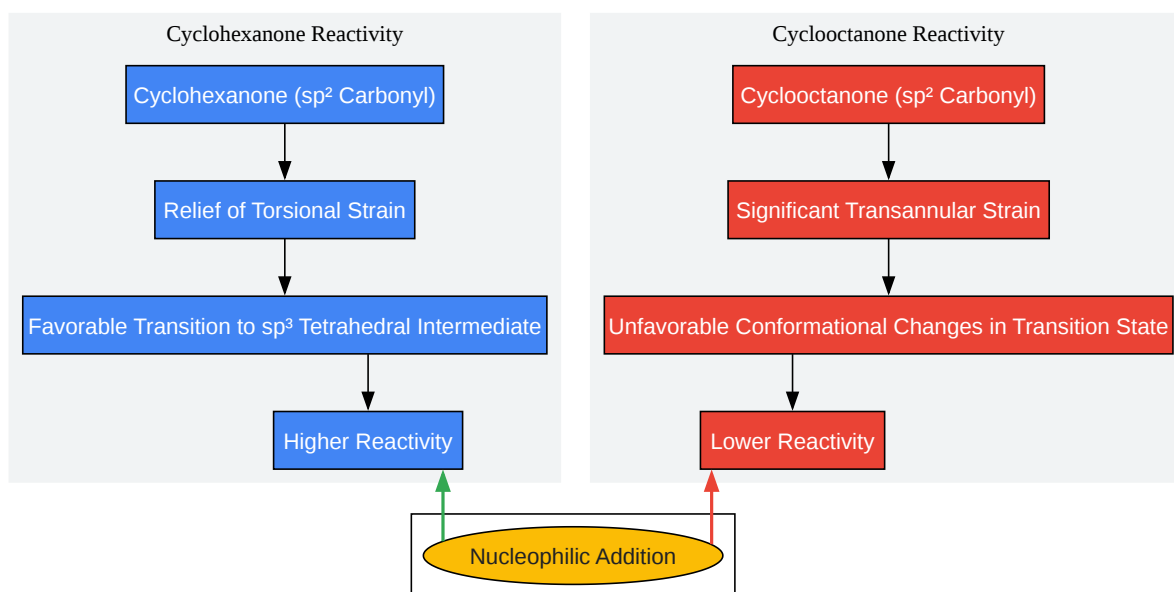 Cyclohexanone Reactivity
Cyclohexanone (sp² Carbonyl)
Relief of Torsional Strain
Favorable Transition to sp³ Tetrahedral Intermediate
Higher Reactivity
Cyclooctanone Reactivity
Cyclooctanone (sp² Carbonyl)
Significant Transannular Strain
Unfavorable Conformational Changes in Transition State
Lower Reactivity
Nucleophilic Addition